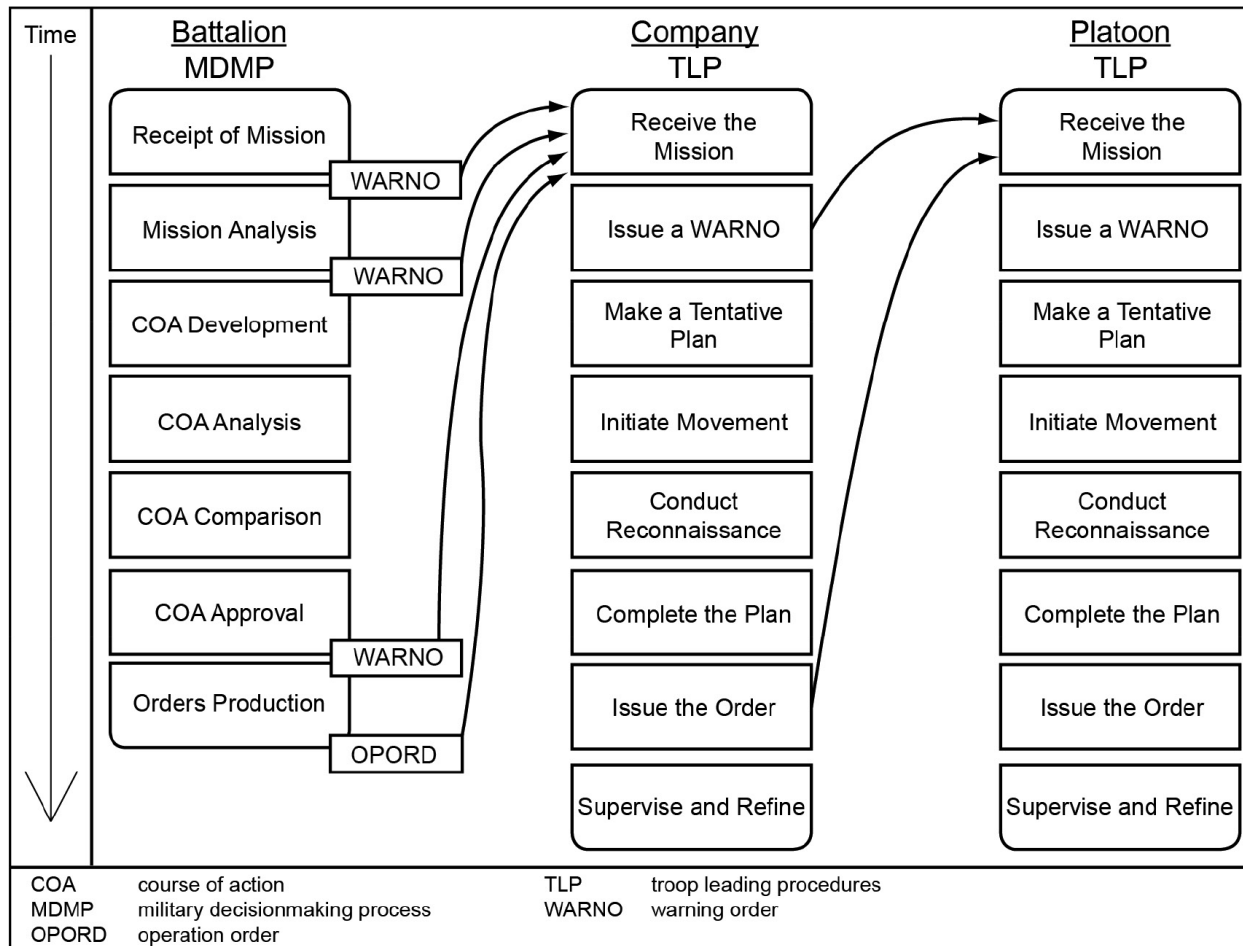 Time
Battalion
MDMP
Receipt of Mission
WARNO
Mission Analysis
WARNO
COA Development
COA Analysis
COA Comparison
COA Approval
WARNO
Orders Production
OPORD
Company
TLP
Receive the
Mission
Issue a WARNO
Make a Tentative
Plan
Initiate Movement
Conduct
Reconnaissance
Complete the Plan
Issue the Order
Supervise and Refine
Platoon
TLP
Receive the
Mission
Issue a WARNO
Make a Tentative
Plan
Initiate Movement
Conduct
Reconnaissance
Complete the Plan
Issue the Order
Supervise and Refine
COA course of action
MDMP military decisionmaking process
OPORD operation order
TLP troop leading procedures
WARNO warning order